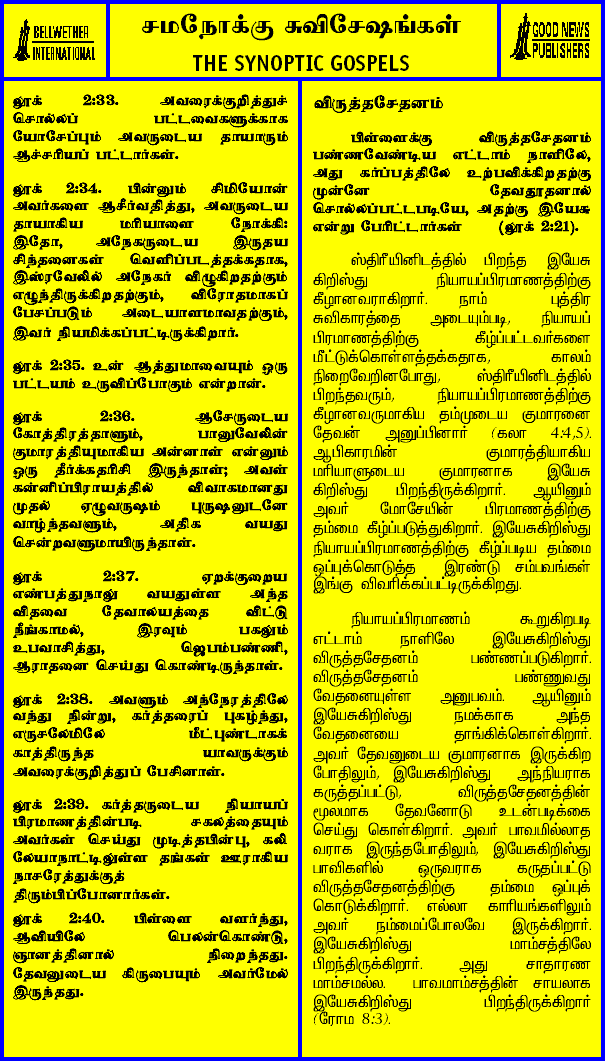 BELLWETHER
INTERNATIONAL
சமநோக்கு சுவிசேஷங்கள்
THE SYNOPTIC GOSPELS
GOOD NEWS
PUBLISHERS
லூக் 2:33. அவரைக்குறித்துச்
சொல்லப் பட்டவைகளுக்காக
யோசேப்பும் அவருடைய தாயாரும்
ஆச்சரியப் பட்டார்கள்.
லூக் 2:34. பின்னும் சிமியோன்
அவர்களை ஆசீர்வதித்து, அவருடைய
தாயாகிய மரியாளை நோக்கி:
இதோ, அநேகருடைய இருதய
சிந்தனைகள் வெளிப்படத்தக்கதாக,
இஸ்ரவேலில் அநேகர் விழுகிறதற்கும்
எழுந்திருக்கிறதற்கும், விரோதமாகப்
பேசப்படும் அடையாளமாவதற்கும்,
இவர் நியமிக்கப்பட்டிருக்கிறார்.
லூக் 2:35. உன் ஆத்துமாவையும் ஒரு
பட்டயம் உருவிப்போகும் என்றான்.
லூக் 2:36. ஆசேருடைய
கோத்திரத்தாளும், பானுவேலின்
குமாரத்தியுமாகிய அன்னாள் என்னும்
ஒரு தீர்க்கதரிசி இருந்தாள்; அவள்
கன்னிப்பிராயத்தில் விவாகமானது
முதல் ஏழுவருஷம் புருஷனுடனே
வாழ்ந்தவளும், அதிக வயது
சென்றவளுமாயிருந்தாள்.
லூக் 2:37. ஏறக்குறைய
எண்பத்துநாலு வயதுள்ள அந்த
விதவை தேவாலயத்தை விட்டு
நீங்காமல், இரவும் பகலும்
உபவாசித்து, ஜெபம்பண்ணி,
ஆராதனை செய்து கொண்டிருந்தாள்.
லூக் 2:38. அவளும் அந்நேரத்திலே
வந்து நின்று, கர்த்தரைப் புகழ்ந்து,
எருசலேமிலே மீட்புண்டாகக்
காத்திருந்த யாவருக்கும்
அவரைக்குறித்துப் பேசினாள்.
லூக் 2:39. கர்த்தருடைய நியாயப்
பிரமாணத்தின்படி சகலத்தையும்
அவர்கள் செய்து முடித்தபின்பு, கலி
லேயாநாட்டிலுள்ள தங்கள் ஊராகிய
நாசரேத்துக்குத்
திரும்பிப்போனார்கள்.
லூக் 2:40. பிள்ளை வளர்ந்து,
ஆவியிலே பெலன்கொண்டு,
ஞானத்தினால் நிறைந்தது.
தேவனுடைய கிருபையும் அவர்மேல்
இருந்தது.
விருத்தசேதனம்
பிள்ளைக்கு விருத்தசேதனம்
பண்ணவேண்டிய எட்டாம் நாளிலே,
அது கர்ப்பத்திலே உற்பவிக்கிறதற்கு
முன்னே தேவதூதனால்
சொல்லப்பட்டபடியே, அதற்கு இயேசு
என்று பேரிட்டார்கள் (லூக் 2:21).
ஸ்திரீயினிடத்தில் பிறந்த இயேசு
கிறிஸ்து நியாயப்பிரமாணத்திற்கு
கீழானவராகிறார். நாம் புத்திர
சுவிகாரத்தை அடையும்படி, நியாயப்
பிரமாணத்திற்கு கீழ்ப்பட்டவர்களை
மீட்டுக்கொள்ளத்தக்கதாக, காலம்
நிறைவேறினபோது, ஸ்திரீயினிடத்தில்
பிறந்தவரும், நியாயப்பிரமாணத்திற்கு
கீழானவருமாகிய தம்முடைய குமாரனை
தேவன் அனுப்பினார் (கலா 4:4,5).
ஆபிகாரமின் குமாரத்தியாகிய
மரியாளுடைய குமாரனாக இயேசு
கிறிஸ்து பிறந்திருக்கிறார். ஆயினும்
அவர் மோசேயின் பிரமாணத்திற்கு
தம்மை கீழ்ப்படுத்துகிறார். இயேசுகிறிஸ்து
நியாயப்பிரமாணத்திற்கு கீழ்ப்படிய தம்மை
ஒப்புக்கொடுத்த இரண்டு சம்பவங்கள்
இங்கு விவரிக்கப்பட்டிருக்கிறது.
நியாயப்பிரமாணம் கூறுகிறபடி
எட்டாம் நாளிலே இயேசுகிறிஸ்து
விருத்தசேதனம் பண்ணப்படுகிறார்.
விருத்தசேதனம் பண்ணுவது
வேதனையுள்ள அனுபவம். ஆயினும்
இயேசுகிறிஸ்து நமக்காக அந்த
வேதனையை தாங்கிக்கொள்கிறார்.
அவர் தேவனுடைய குமாரனாக இருக்கிற
போதிலும், இயேசுகிறிஸ்து அந்நியராக
கருத்தப்பட்டு, விருத்தசேதனத்தின்
மூலமாக தேவனோடு உடன்படிக்கை
செய்து கொள்கிறார். அவர் பாவமில்லாத
வராக இருந்தபோதிலும், இயேசுகிறிஸ்து
பாவிகளில் ஒருவராக கருதப்பட்டு
விருத்தசேதனத்திற்கு தம்மை ஒப்புக்
கொடுக்கிறார். எல்லா காரியங்களிலும்
அவர் நம்மைப்போலவே இருக்கிறார்.
இயேசுகிறிஸ்து மாம்சத்திலே
பிறந்திருக்கிறார். அது சாதாரண
மாம்சமல்ல. பாவமாம்சத்தின் சாயலாக
இயேசுகிறிஸ்து பிறந்திருக்கிறார்
(ரோம 8:3).